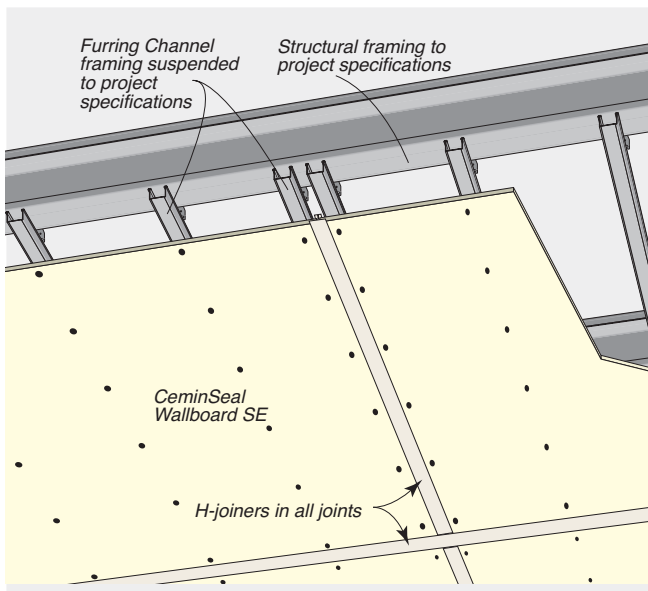 Furring Channel
framing suspended
to project
specifications
Structural framing to
project specifications
CeminSeal
Wallboard SE
H-joiners in all joints